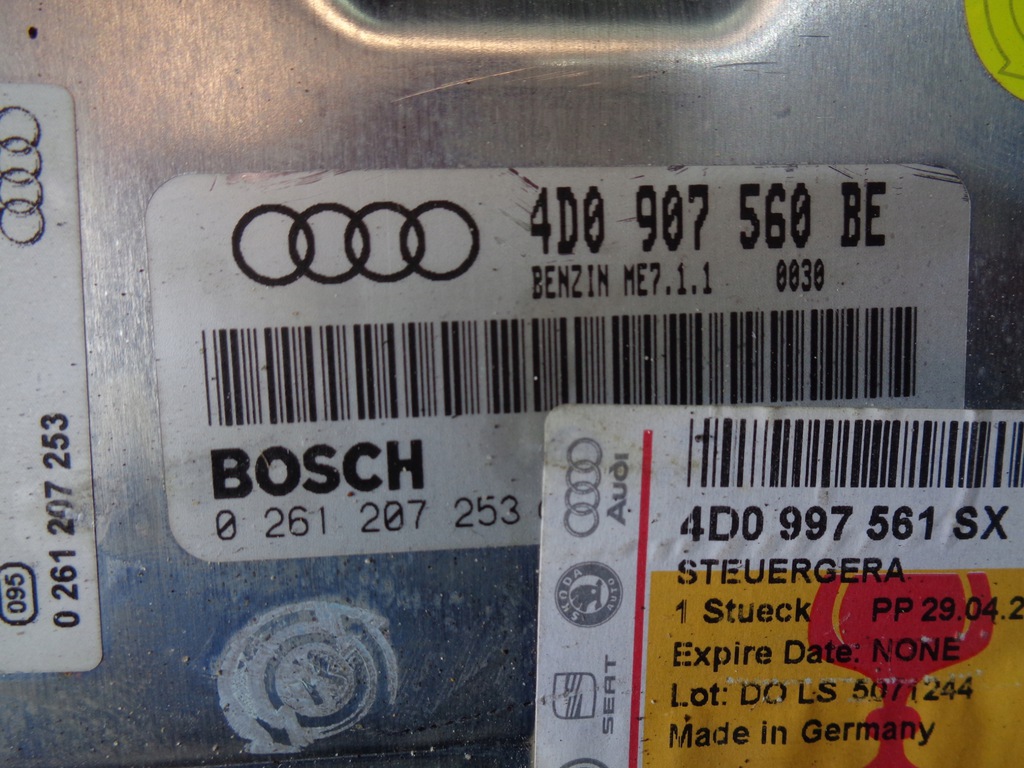 4D0 907 560 BE
BENZIN ME7.1.1 0030
BOSCH
0 261 207 253
095
0 261 207 253
Audi
SKODA
AUTO
SEAT
4D0 997 561 SX
STEUERGERA
1 Stueck PP 29.04.2
Expire Date: NONE
Lot: DO LS 5071244
Made in Germany